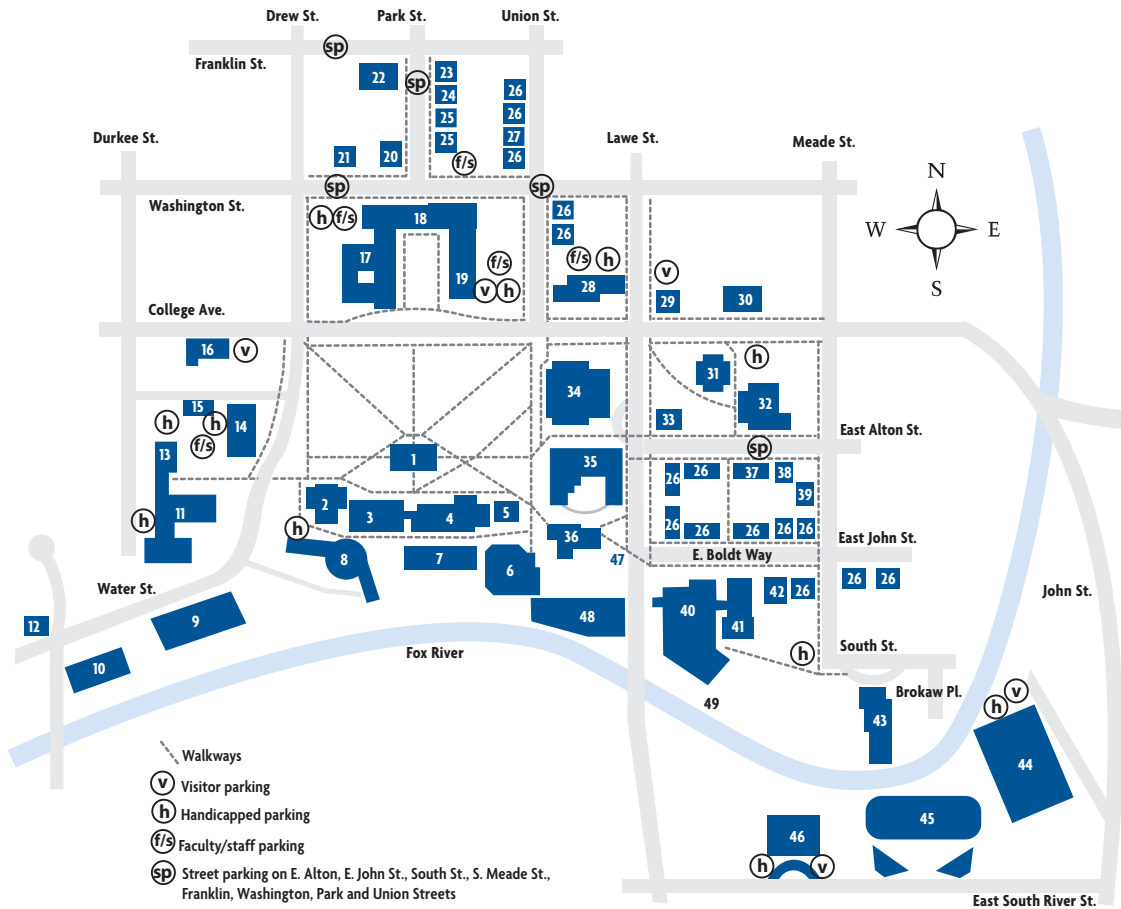 Drew St. Park St. Union St.
sp
Franklin St.
22 sp 23
24 26
25 26
Durkee St. 25 27 Lawe St. Meade St.
21 20 f/s 26
sp sp
Washington St.
N
W E
S
h f/s 18 26
26
17 f/s f/s h
19 v h 28 v
29 30
College Ave.
16 v h
31
34 32
15 14 33
h h
f/s East Alton St.
13 1 sp
35 26 26 37 38
39
2
11 3 4 5 26 26 26 26 26
h h 36 East John St.
8 7 47 E. Boldt Way
6
Water St. 42 26 26 26
John St.
9 48 40
12 41
South St.
10 Fox River h
Brokaw Pl.
49 v
h
43
Walkways
44
v Visitor parking
h Handicapped parking
45
46
f/s Faculty/staff parking
h v
sp Street parking on E. Alton, E. John St., South St., S. Meade St.,
Franklin, Washington, Park and Union Streets
East South River St.